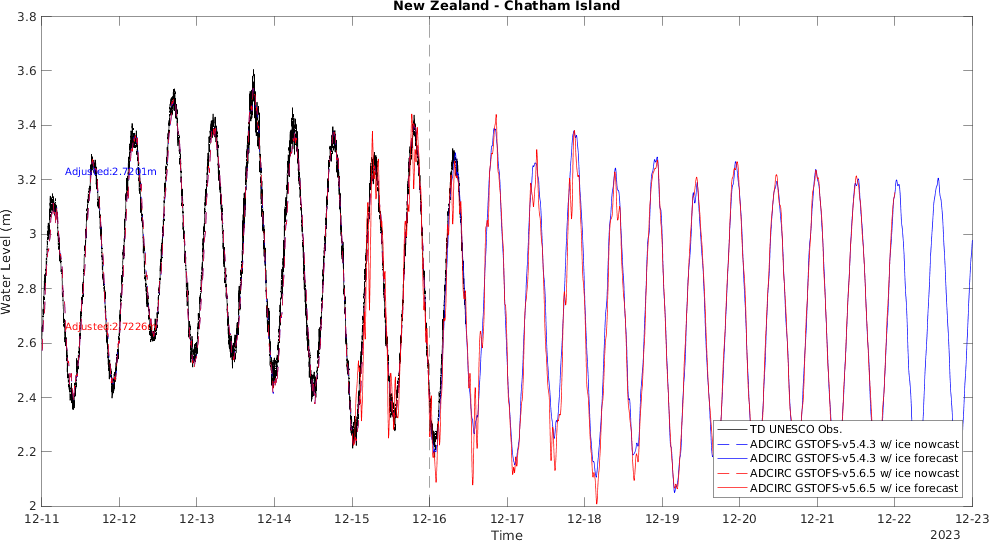 New Zealand - Chatham Island
3.8
3.6
3.4
3.2
3
2.8
2.6
2.4
2.2
2
Water Level (m)
Adjusted:2.7201m
Adjusted:2.7226m
TD UNESCO Obs.
ADCIRC GSTOFS-v5.4.3 w/ ice nowcast
ADCIRC GSTOFS-v5.4.3 w/ ice forecast
ADCIRC GSTOFS-v5.6.5 w/ ice nowcast
ADCIRC GSTOFS-v5.6.5 w/ ice forecast
12-11 12-12 12-13 12-14 12-15 12-16 12-17 12-18 12-19 12-20 12-21 12-22 12-23
Time
2023